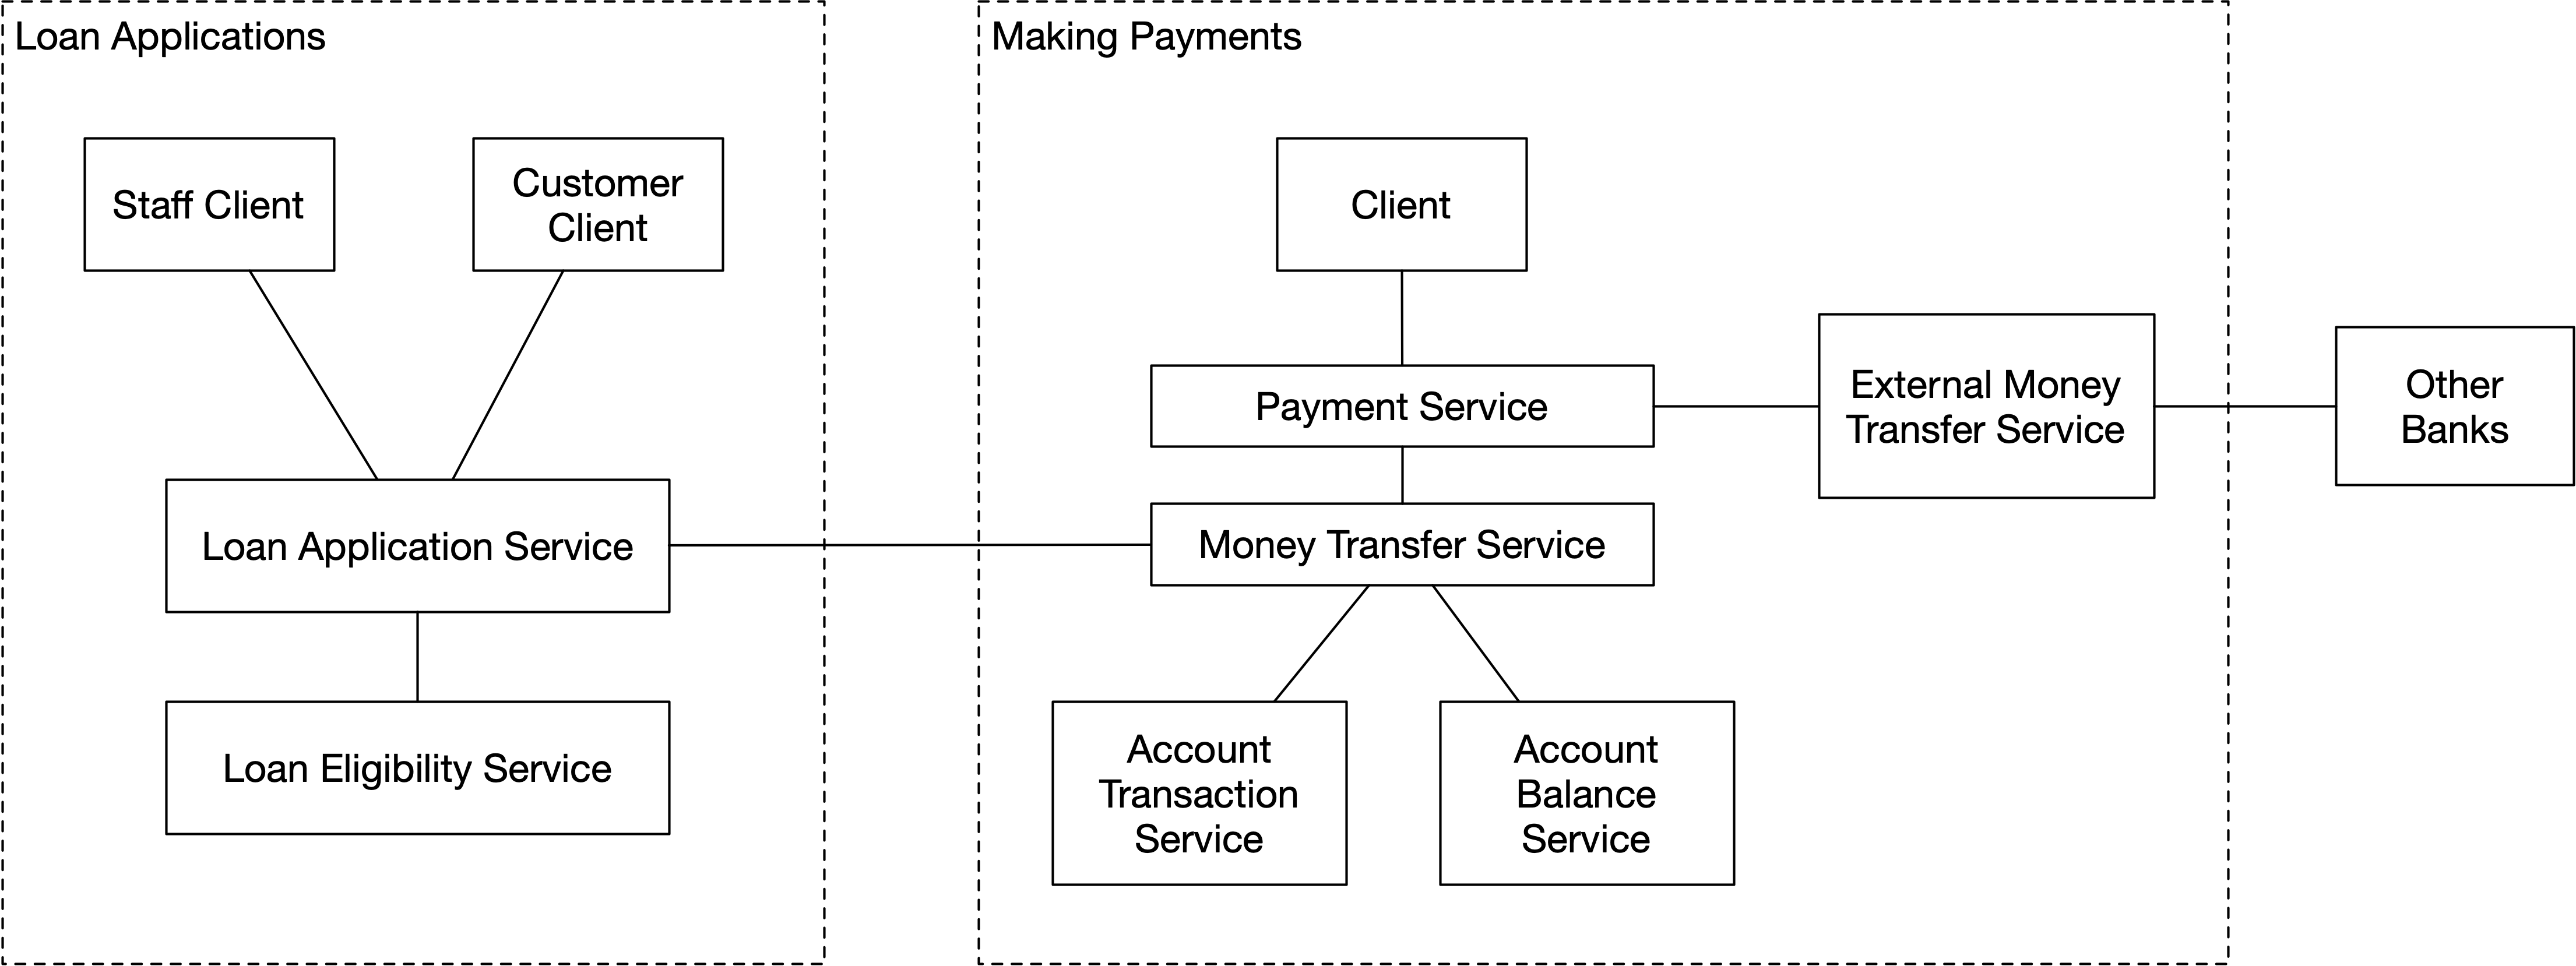 Loan Applications
Staff Client
Customer
Client
Loan Application Service
Loan Eligibility Service
Making Payments
Client
Payment Service
External Money
Transfer Service
Other
Banks
Money Transfer Service
Account
Transaction
Service
Account
Balance
Service